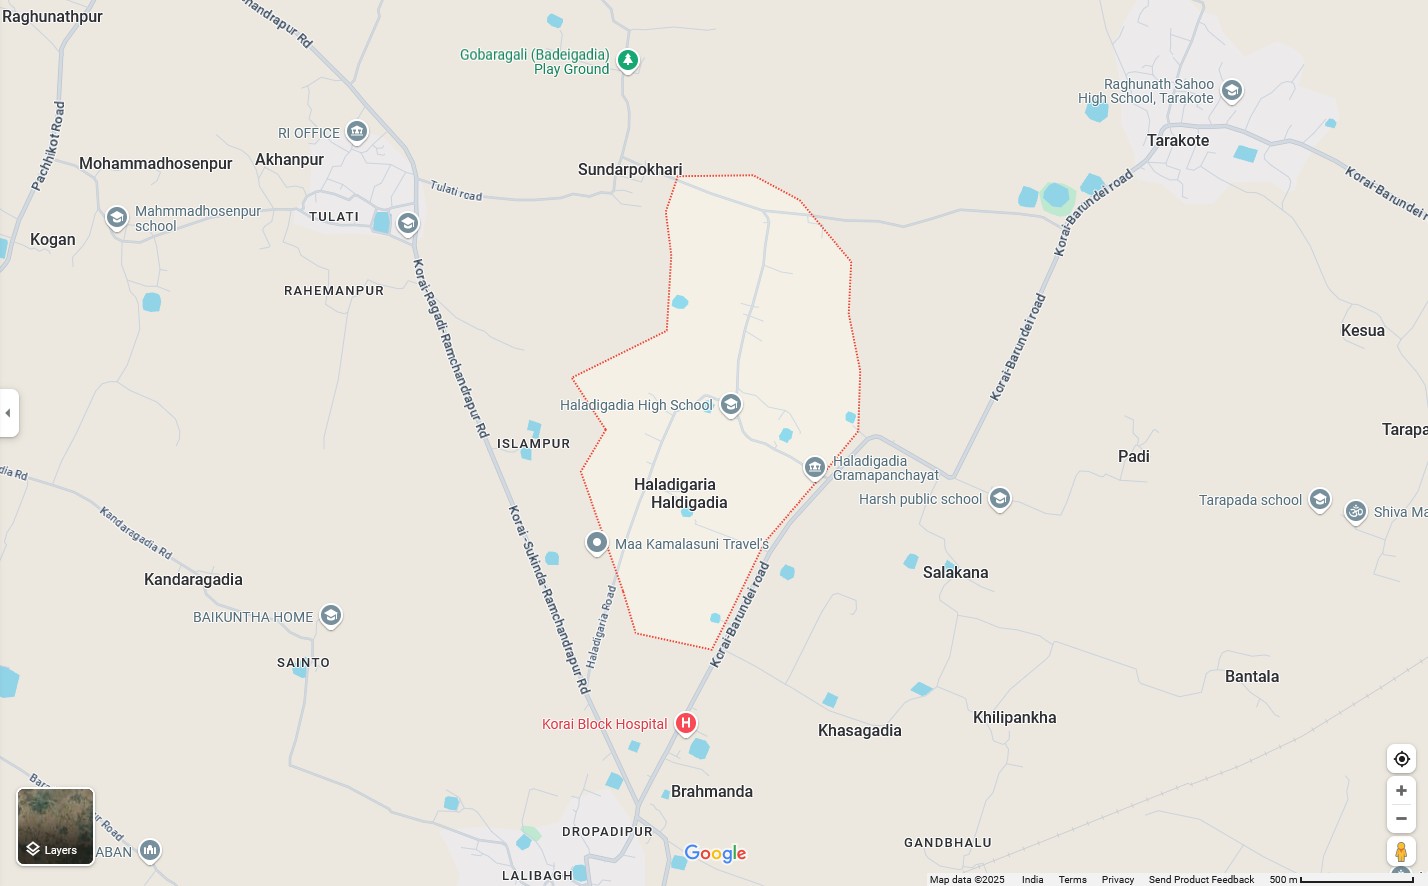 Raghunathpur
handrapur Rd
Gobaragali (Badeigadia)
Play Ground
Raghunath Sahoo
High School, Tarakote
Pachhikot Road
RI OFFICE
Tarakote
Mohammadhosenpur
Akhanpur
Sundarpokhari
Tulati road
Korai-Barundei road
Korai-Barundei r
Mahmmadhosenpur
school
TULATI
Kogan
RAHEMANPUR
Korai-Ragadi-Ramchandrapur Rd
Korai-Barundei road
Kesua
Haladigadia High School
ISLAMPUR
Tarapa
Padi
Haladigadia
Gramapanchayat
dia Rd
Haladigaria
Haldigadia
Harsh public school
Tarapada school
Shiva Ma
Kandaragadia Rd
Korai -Sukinda-Ramchandrapur Rd
Maa Kamalasuni Travel's
Kandaragadia
Salakana
BAIKUNTHA HOME
Haladigaria Road
Korai-Barundei road
SAINTO
Bantala
Korai Block Hospital
H
Khasagadia
Khilipankha
Bara
ur Road
Brahmanda
DROPADIPUR
GANDBHALU
Layers
ABAN
Google
LALIBAGH
Map data ©2025 India Terms Privacy Send Product Feedback 500 m